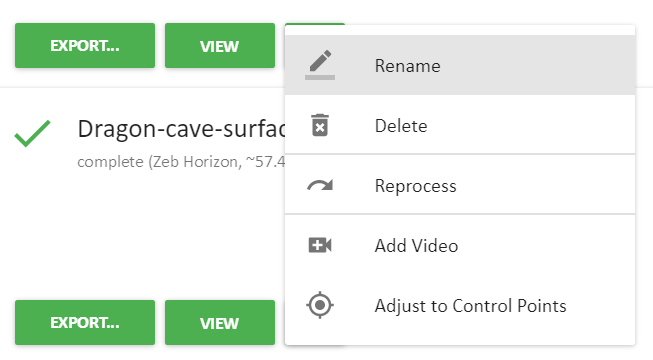 EXPORT... VIEW
Rename
Dragon-cave-surfac
Delete
complete (Zeb Horizon, ~57.4
Reprocess
Add Video
Adjust to Control Points
EXPORT... VIEW